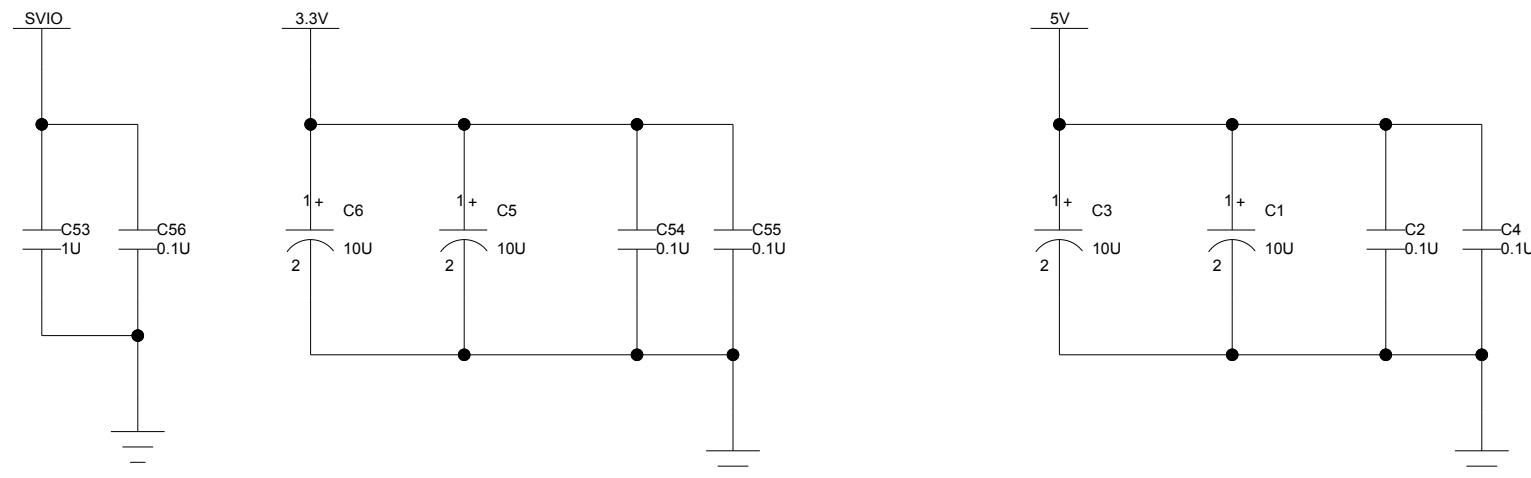 SVIO
3.3V
5V
1 +
C6
10U
2
1 +
C5
10U
2
C53
1U
C56
0.1U
C54
0.1U
C55
0.1U
1 +
C3
10U
2
1 +
C1
10U
2
C2
0.1U
C4
0.1U